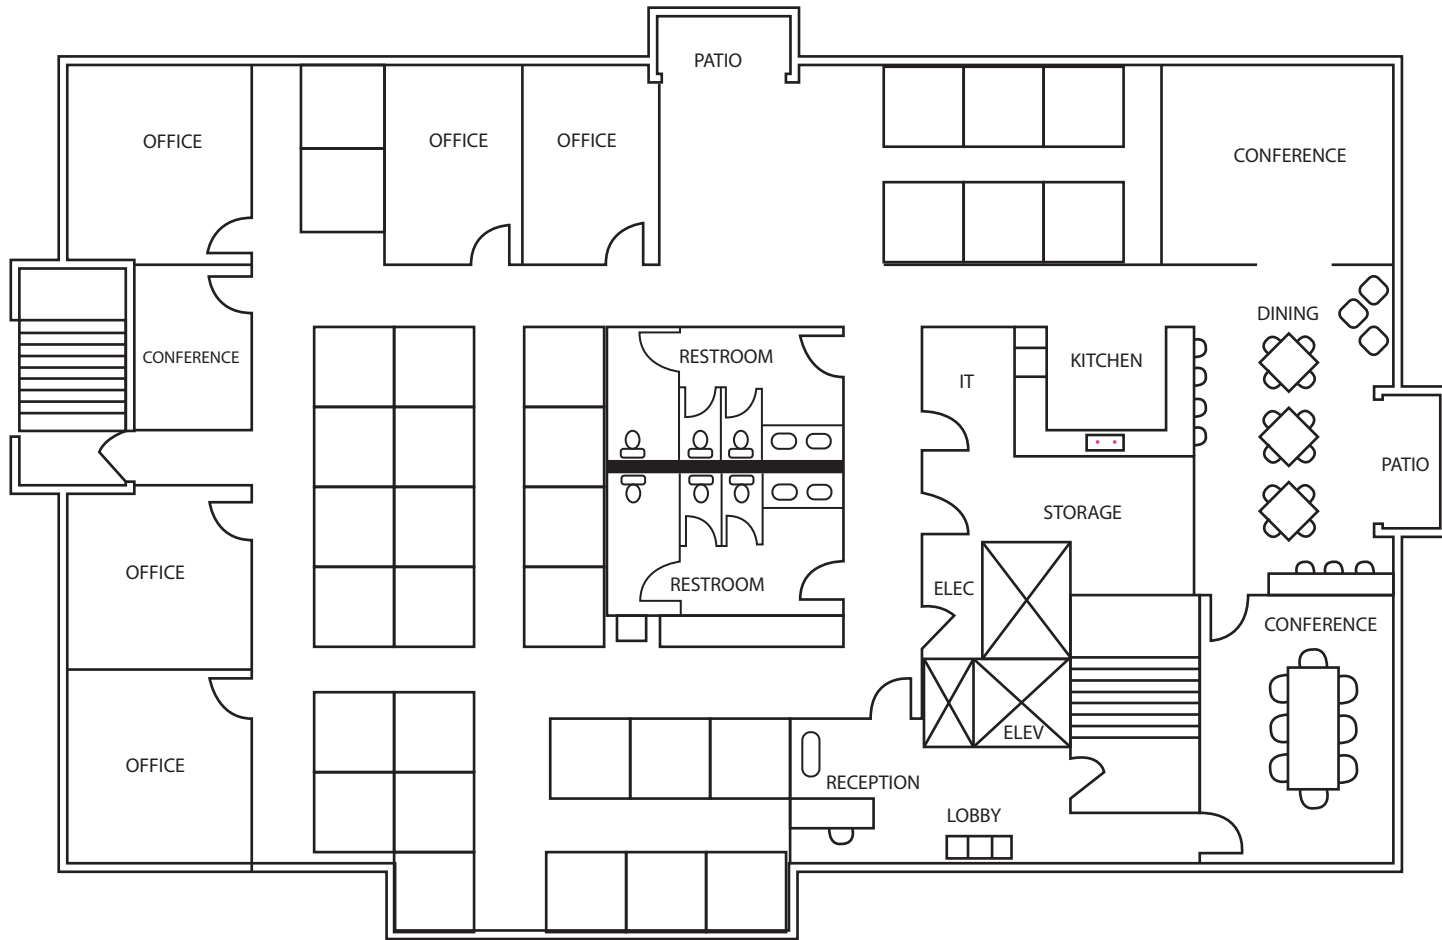 PATIO
OFFICE
OFFICE
OFFICE
CONFERENCE
DINING
CONFERENCE
RESTROOM
IT
KITCHEN
PATIO
STORAGE
OFFICE
RESTROOM
ELEC
CONFERENCE
ELEV
OFFICE
RECEPTION
LOBBY